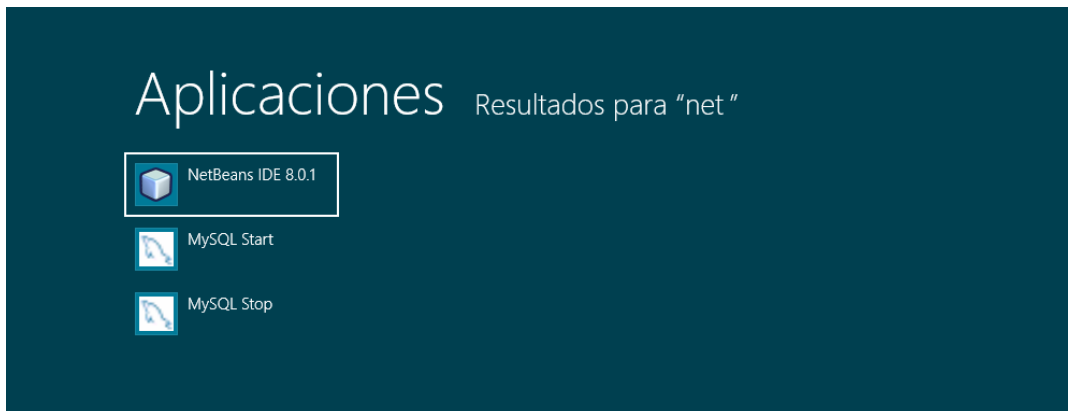 Aplicaciones Resultados para “net ”
NetBeans IDE 8.0.1
MySQL Start
MySQL Stop